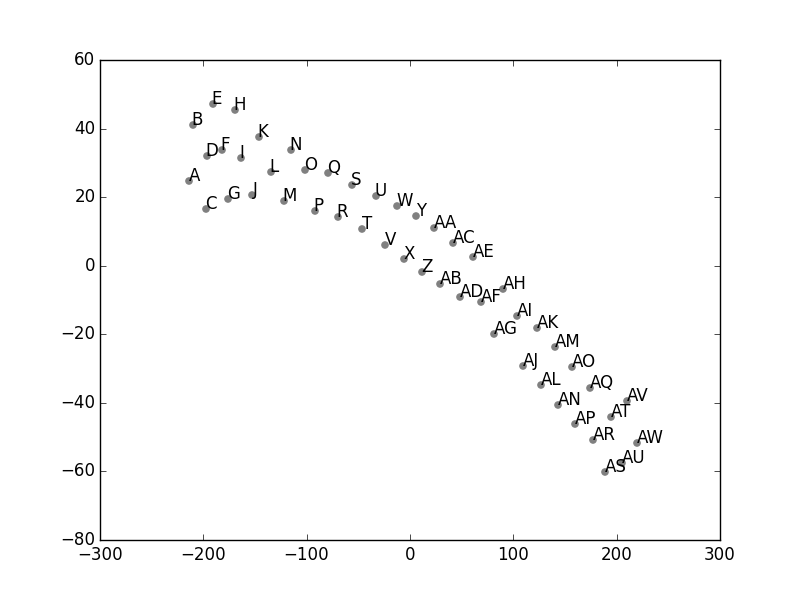 60
E
H
B
40
K
F
N
D
I
L
O
Q
A
S
J
G
M
U
20
C
P
W
R
Y
T
AA
V
AC
X
AE
0
Z
AB
AH
AD
AF
AI
AK
−20
AG
AM
AJ
AO
AL
AQ
AN
AV
−40
AT
AP
AR
AW
AU
−60
AS
−80
−300 −200 −100 0 100 200 300